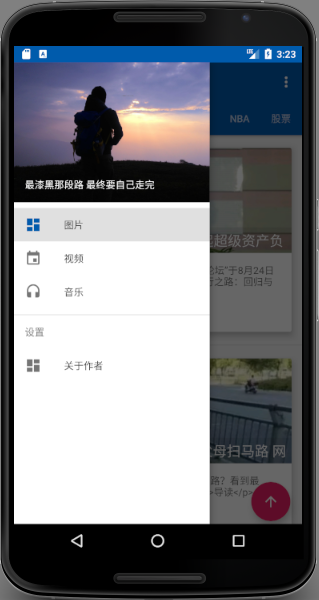 3:23
最漆黑那段路 最终要自己走完
NBA
股票
图片
视频
音乐
设置
关于作者
超级资产负
论坛"于8月24日
行之路：回归与
母扫马路 网
路？看到最
>导读</p>